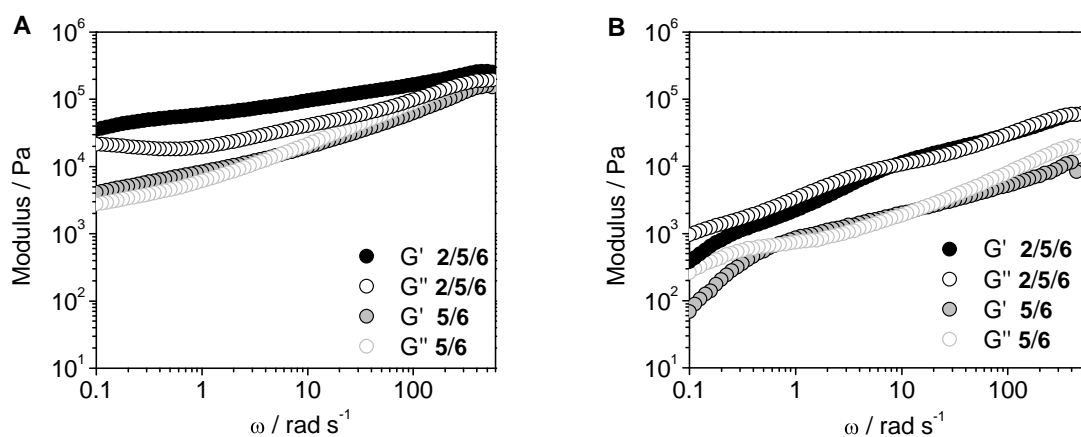 A
10^6
10^5
10^4
10^3
10^2
10^1
Modulus / Pa
G' 2/5/6
G'' 2/5/6
G' 5/6
G'' 5/6
0.1 1 10 100
ω / rad s^-1
B
10^6
10^5
10^4
10^3
10^2
10^1
Modulus / Pa
G' 2/5/6
G'' 2/5/6
G' 5/6
G'' 5/6
0.1 1 10 100
ω / rad s^-1